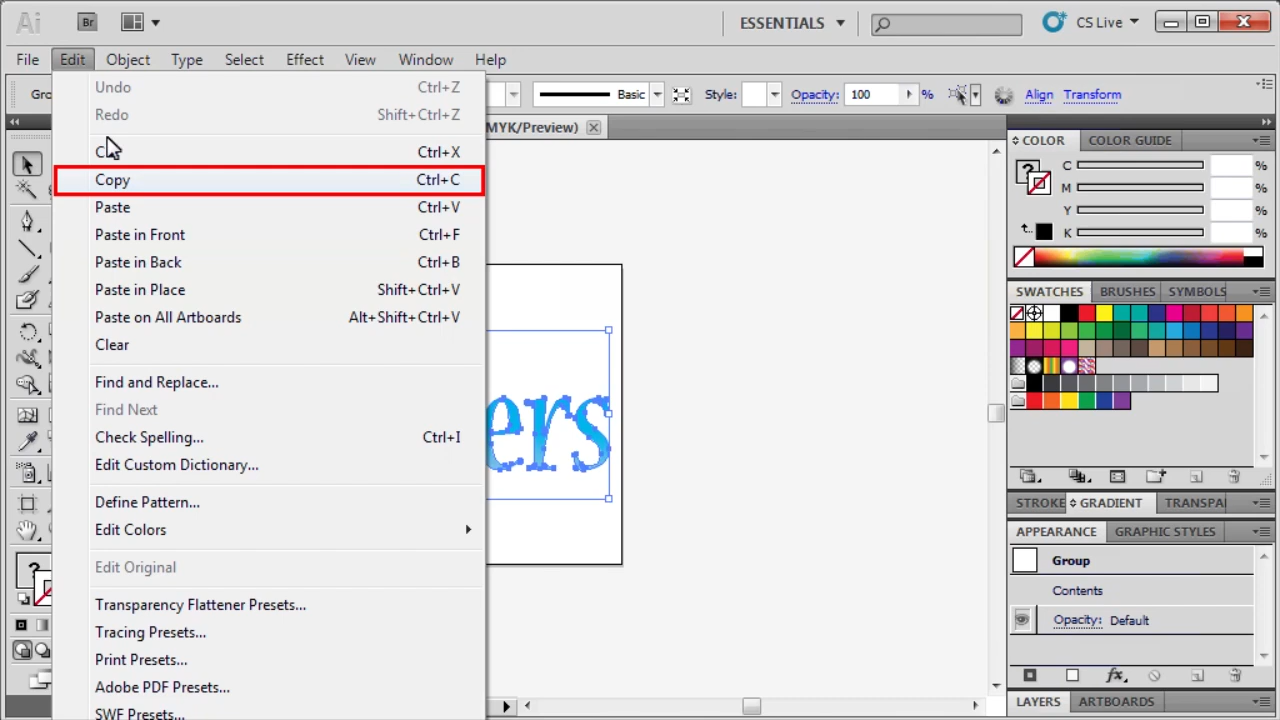 Ai Br ESSENTIALS CS Live
File Edit Object Type Select Effect View Window Help
Basic Style: Opacity: 100 % Align Transform
Undo Ctrl+Z
Redo Shift+Ctrl+Z
MYK/Preview)
Ctrl+X
Copy Ctrl+C
Paste Ctrl+V
Paste in Front Ctrl+F
Paste in Back Ctrl+B
Paste in Place Shift+Ctrl+V
Paste on All Artboards Alt+Shift+Ctrl+V
Clear
Find and Replace...
Find Next
Check Spelling... Ctrl+I
Edit Custom Dictionary...
Define Pattern...
Edit Colors
Edit Original
Transparency Flattener Presets...
Tracing Presets...
Print Presets...
Adobe PDF Presets...
SWF Presets...
ers
COLOR COLOR GUIDE
C %
M %
Y %
K %
SWATCHES BRUSHES SYMBOLS
STROKE GRADIENT TRANSPA
APPEARANCE GRAPHIC STYLES
Group
Contents
Opacity: Default
fx
LAYERS ARTBOARDS